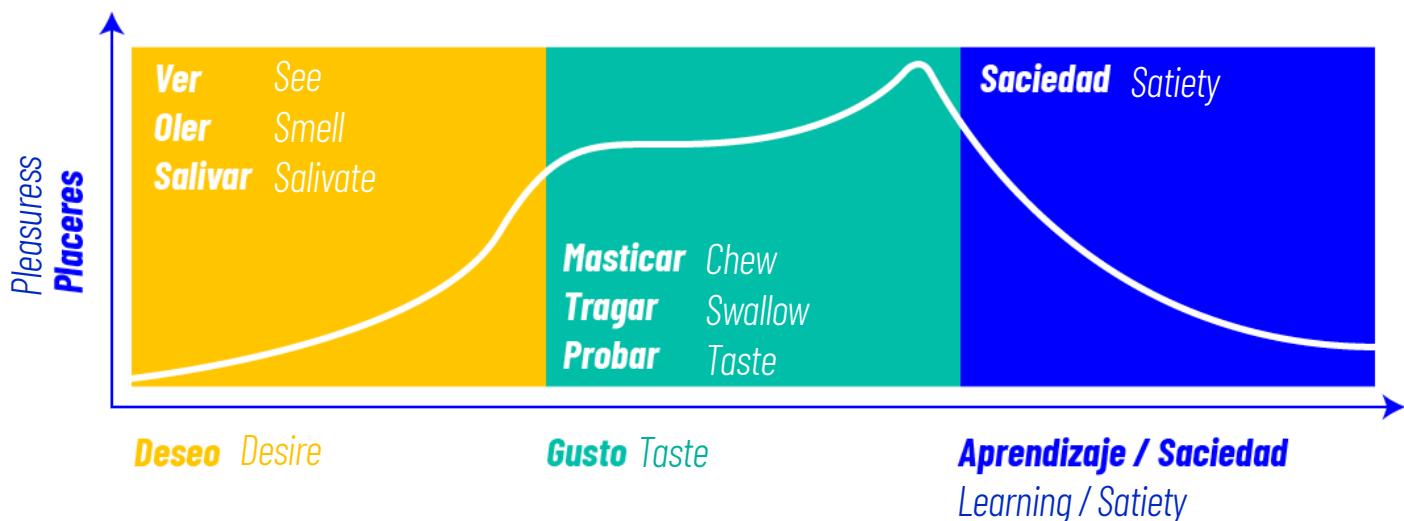 Pleasuress
Placeres
Ver See
Oler Smell
Salivar Salivate
Masticar Chew
Tragar Swallow
Probar Taste
Saciedad Satiety
Deseo Desire
Gusto Taste
Aprendizaje / Saciedad
Learning / Satiety